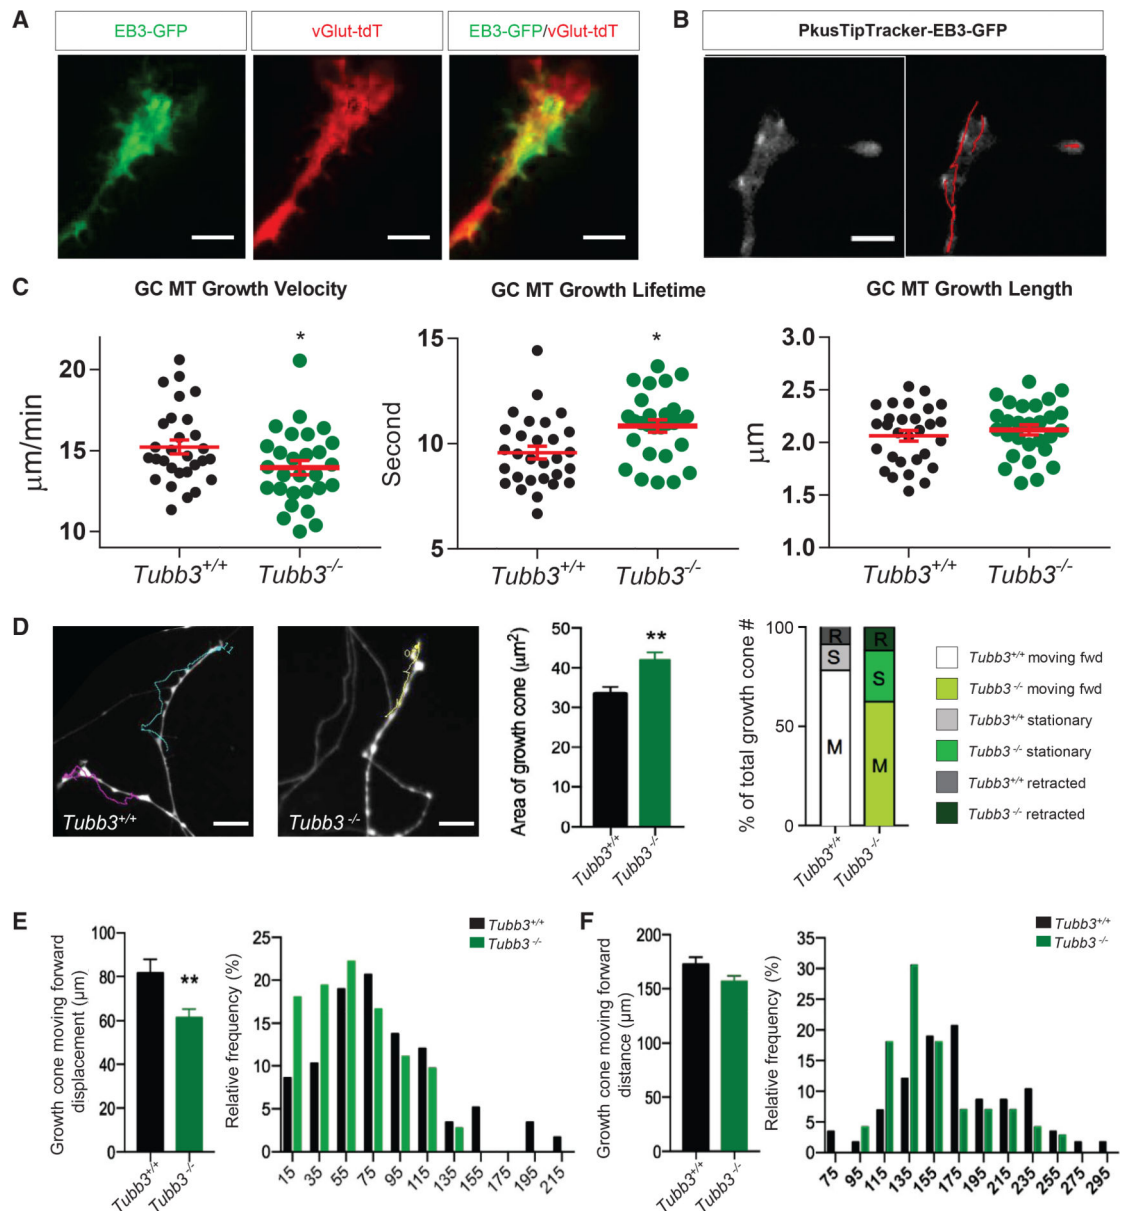 A
EB3-GFP
vGlut-tdT
EB3-GFP/vGlut-tdT
B
PkusTipTracker-EB3-GFP
C
GC MT Growth Velocity
GC MT Growth Lifetime
GC MT Growth Length
µm/min
20
15
10
*
Tubb3+/+
Tubb3-/-
Second
15
10
5
*
Tubb3+/+
Tubb3-/-
µm
3.0
2.5
2.0
1.5
1.0
Tubb3+/+
Tubb3-/-
D
Tubb3+/+
Tubb3 -/-
Area of growth cone (µm2)
50
40
30
20
10
0
**
Tubb3+/+
Tubb3-/-
% of total growth cone #
100
50
0
R
S
M
R
S
M
Tubb3+/+
Tubb3 -/-
Tubb3+/+ moving fwd
Tubb3 -/- moving fwd
Tubb3+/+ stationary
Tubb3 -/- stationary
Tubb3+/+ retracted
Tubb3 -/- retracted
E
Growth cone moving forward
displacement (µm)
100
80
60
40
20
0
**
Tubb3+/+
Tubb3 -/-
Relative frequency (%)
25
20
15
10
5
0
15 35 55 75 95 115 135 155 175 195 215
Tubb3+/+
Tubb3 -/-
F
Growth cone moving forward
distance (µm)
200
150
100
50
0
Tubb3+/+
Tubb3 -/-
Relative frequency (%)
35
30
25
20
15
10
5
0
75 95 115 135 155 175 195 215 235 255 275 295
Tubb3+/+
Tubb3 -/-